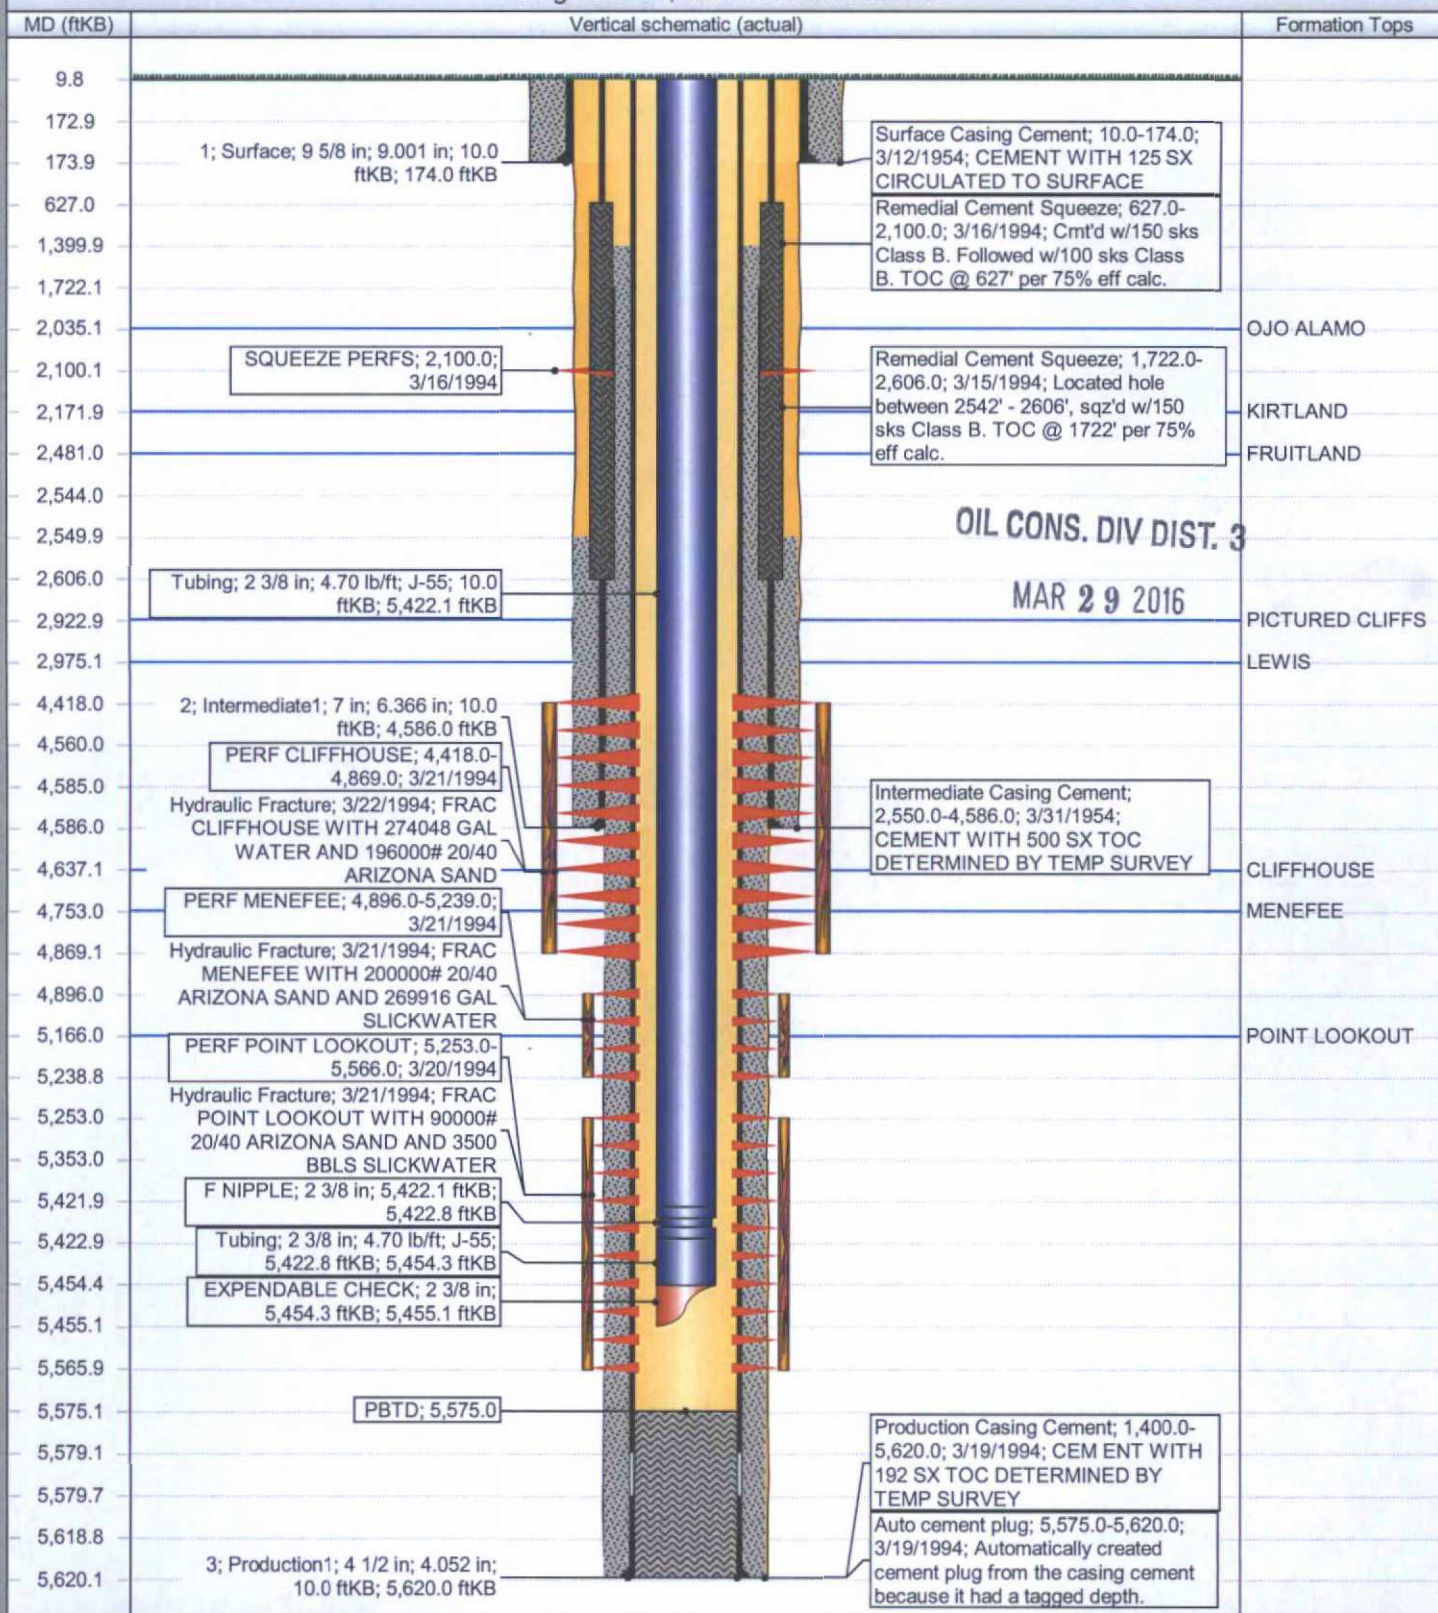 MD (ftKB)
Vertical schematic (actual)
Formation Tops
9.8
172.9
173.9
627.0
1,399.9
1,722.1
2,035.1
2,100.1
2,171.9
2,481.0
2,544.0
2,549.9
2,606.0
2,922.9
2,975.1
4,418.0
4,560.0
4,585.0
4,586.0
4,637.1
4,753.0
4,869.1
4,896.0
5,166.0
5,238.8
5,253.0
5,353.0
5,421.9
5,422.9
5,454.4
5,455.1
5,565.9
5,575.1
5,579.1
5,579.7
5,618.8
5,620.1
1; Surface; 9 5/8 in; 9.001 in; 10.0
ftKB; 174.0 ftKB
SQUEEZE PERFS; 2,100.0;
3/16/1994
Tubing; 2 3/8 in; 4.70 lb/ft; J-55; 10.0
ftKB; 5,422.1 ftKB
2; Intermediate1; 7 in; 6.366 in; 10.0
ftKB; 4,586.0 ftKB
PERF CLIFFHOUSE; 4,418.0-
4,869.0; 3/21/1994
Hydraulic Fracture; 3/22/1994; FRAC
CLIFFHOUSE WITH 274048 GAL
WATER AND 196000# 20/40
ARIZONA SAND
PERF MENEFEE; 4,896.0-5,239.0;
3/21/1994
Hydraulic Fracture; 3/21/1994; FRAC
MENEFEE WITH 200000# 20/40
ARIZONA SAND AND 269916 GAL
SLICKWATER
PERF POINT LOOKOUT; 5,253.0-
5,566.0; 3/20/1994
Hydraulic Fracture; 3/21/1994; FRAC
POINT LOOKOUT WITH 90000#
20/40 ARIZONA SAND AND 3500
BBLS SLICKWATER
F NIPPLE; 2 3/8 in; 5,422.1 ftKB;
5,422.8 ftKB
Tubing; 2 3/8 in; 4.70 lb/ft; J-55;
5,422.8 ftKB; 5,454.3 ftKB
EXPENDABLE CHECK; 2 3/8 in;
5,454.3 ftKB; 5,455.1 ftKB
PBTD; 5,575.0
3; Production1; 4 1/2 in; 4.052 in;
10.0 ftKB; 5,620.0 ftKB
Surface Casing Cement; 10.0-174.0;
3/12/1954; CEMENT WITH 125 SX
CIRCULATED TO SURFACE
Remedial Cement Squeeze; 627.0-
2,100.0; 3/16/1994; Cmt'd w/150 sks
Class B. Followed w/100 sks Class
B. TOC @ 627' per 75% eff calc.
Remedial Cement Squeeze; 1,722.0-
2,606.0; 3/15/1994; Located hole
between 2542' - 2606', sqz'd w/150
sks Class B. TOC @ 1722' per 75%
eff calc.
OIL CONS. DIV DIST. 3
MAR 29 2016
Intermediate Casing Cement;
2,550.0-4,586.0; 3/31/1954;
CEMENT WITH 500 SX TOC
DETERMINED BY TEMP SURVEY
Production Casing Cement; 1,400.0-
5,620.0; 3/19/1994; CEM ENT WITH
192 SX TOC DETERMINED BY
TEMP SURVEY
Auto cement plug; 5,575.0-5,620.0;
3/19/1994; Automatically created
cement plug from the casing cement
because it had a tagged depth.
OJO ALAMO
KIRTLAND
FRUITLAND
PICTURED CLIFFS
LEWIS
CLIFFHOUSE
MENEFEE
POINT LOOKOUT